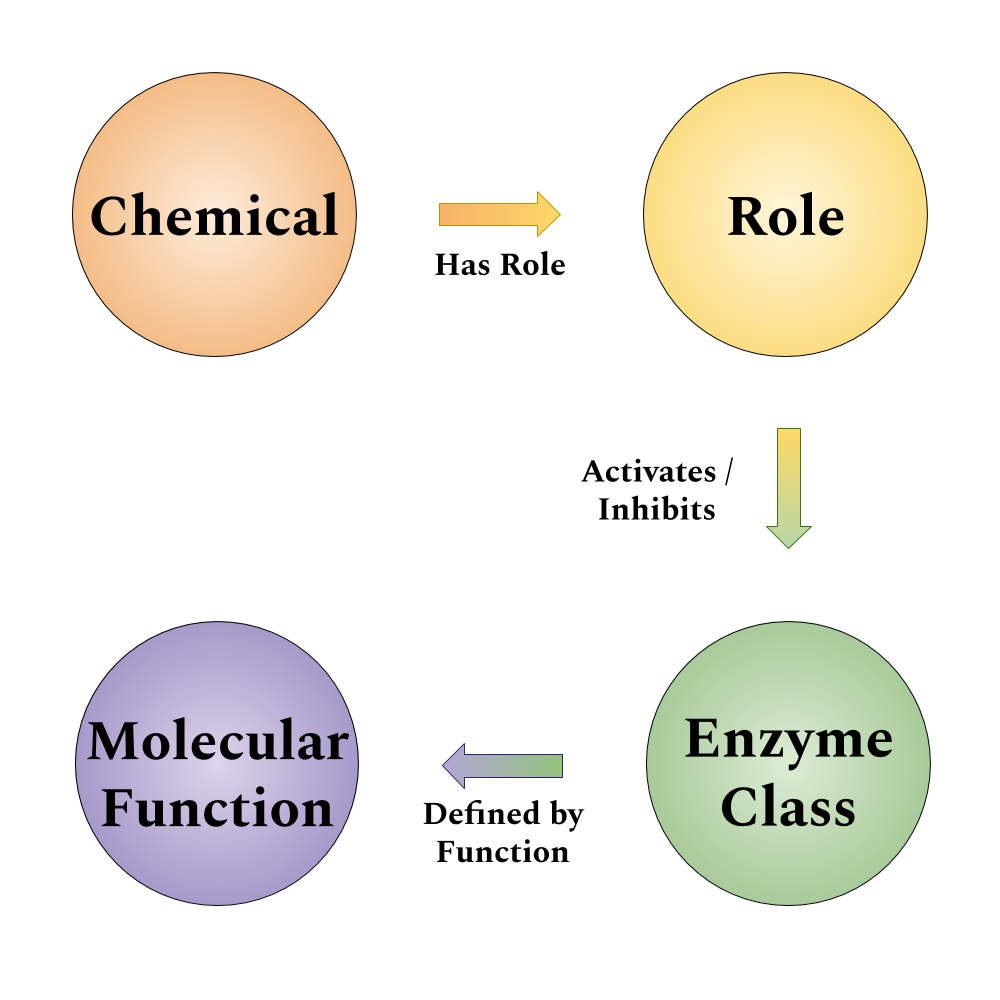 Chemical
Has Role
Role
Activates /
Inhibits
Molecular
Function
Defined by
Function
Enzyme
Class